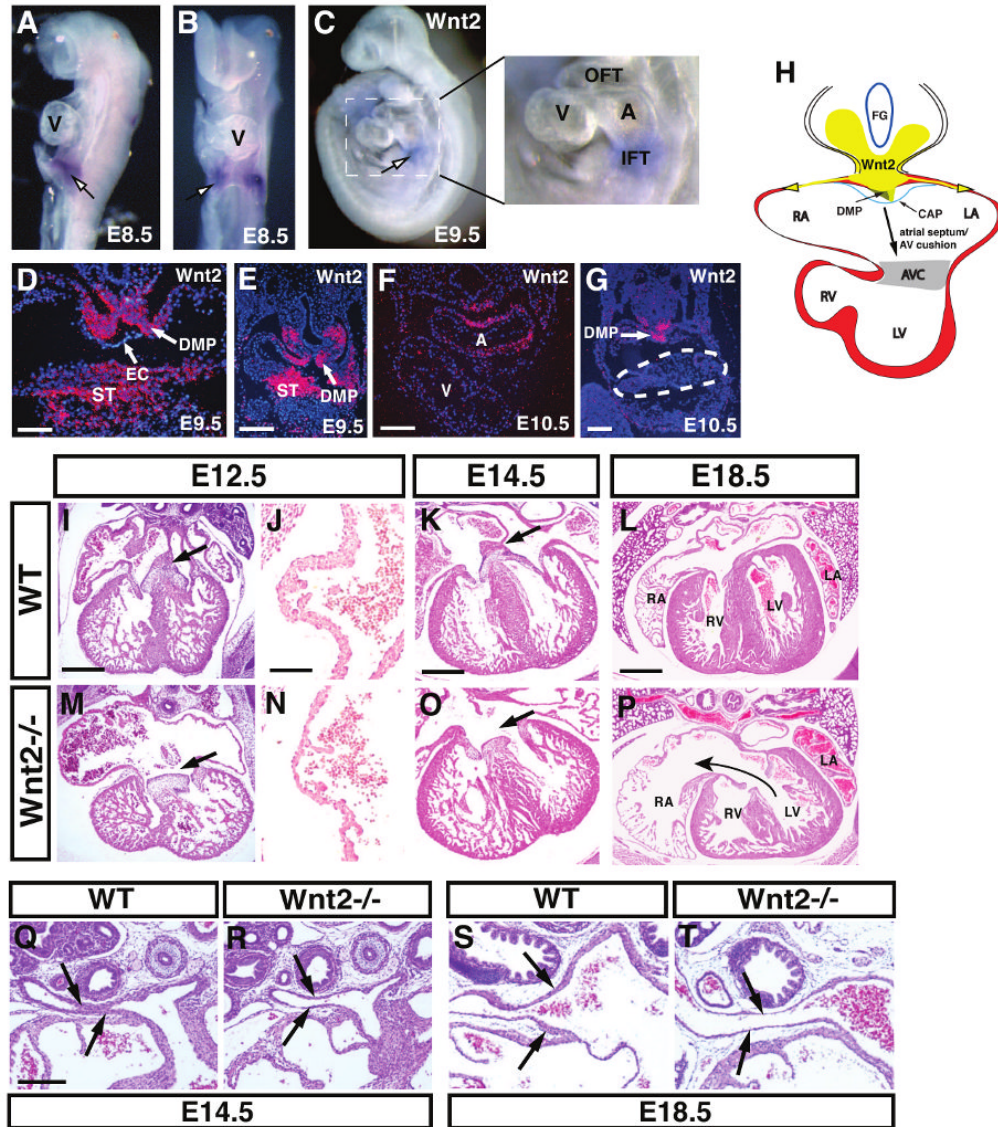 A
V
E8.5
B
V
E8.5
C
Wnt2
E9.5
OFT
V
A
IFT
H
FG
Wnt2
DMP
CAP
RA
LA
atrial septum/
AV cushion
AVC
RV
LV
D
Wnt2
DMP
EC
ST
E9.5
E
Wnt2
ST
DMP
E9.5
F
Wnt2
A
V
E10.5
G
Wnt2
DMP
E10.5
E12.5
E14.5
E18.5
WT
I
J
K
L
RA
RV
LV
LA
Wnt2-/-
M
N
O
P
RA
RV
LV
LA
WT
Wnt2-/-
WT
Wnt2-/-
Q
R
S
T
E14.5
E18.5